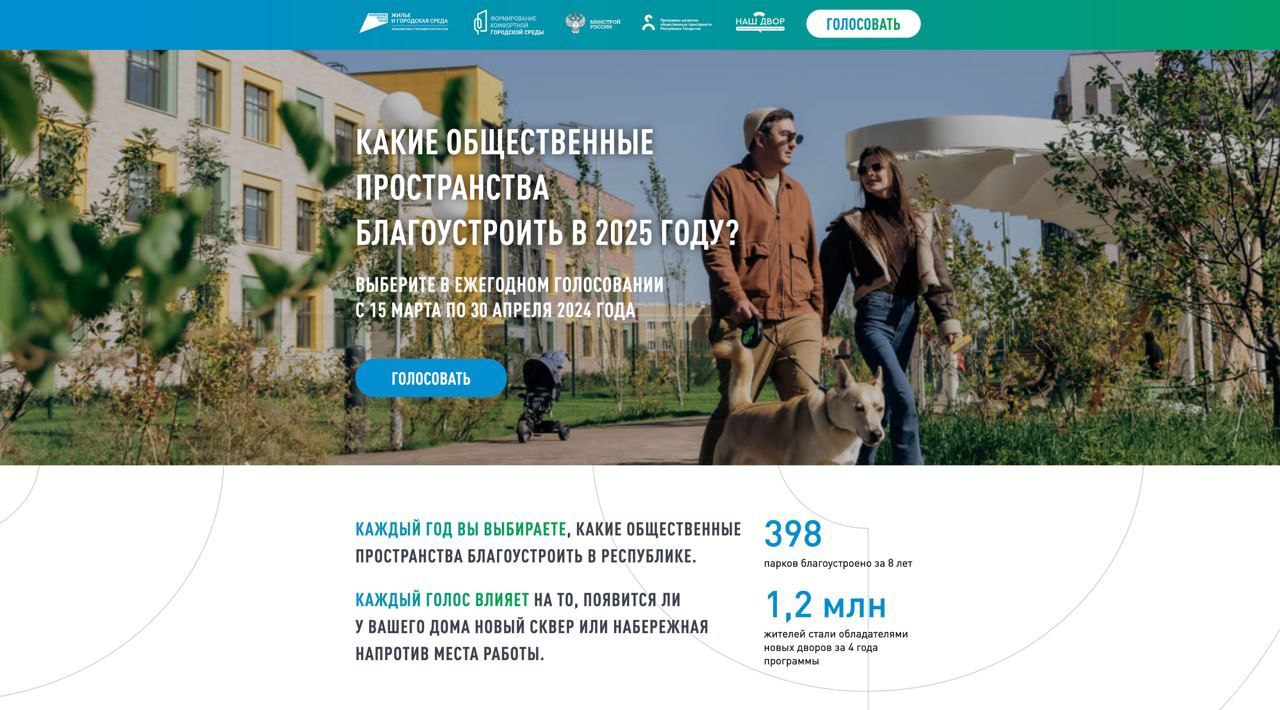 ЖИЛЬЕ
И ГОРОДСКАЯ СРЕДА
ФОРМИРОВАНИЕ
КОМФОРТНОЙ
ГОРОДСКОЙ СРЕДЫ
МИНСТРОЙ
РОССИИ
Программа развития
общественных пространств
Республики Татарстан
НАШ ДВОР
ГОЛОСОВАТЬ
КАКИЕ ОБЩЕСТВЕННЫЕ
ПРОСТРАНСТВА
БЛАГОУСТРОИТЬ В 2025 ГОДУ?
ВЫБЕРИТЕ В ЕЖЕГОДНОМ ГОЛОСОВАНИИ
С 15 МАРТА ПО 30 АПРЕЛЯ 2024 ГОДА
ГОЛОСОВАТЬ
КАЖДЫЙ ГОД ВЫ ВЫБИРАЕТЕ, КАКИЕ ОБЩЕСТВЕННЫЕ
ПРОСТРАНСТВА БЛАГОУСТРОИТЬ В РЕСПУБЛИКЕ.
КАЖДЫЙ ГОЛОС ВЛИЯЕТ НА ТО, ПОЯВИТСЯ ЛИ
У ВАШЕГО ДОМА НОВЫЙ СКВЕР ИЛИ НАБЕРЕЖНАЯ
НАПРОТИВ МЕСТА РАБОТЫ.
398
парков благоустроено за 8 лет
1,2 млн
жителей стали обладателями
новых дворов за 4 года
программы